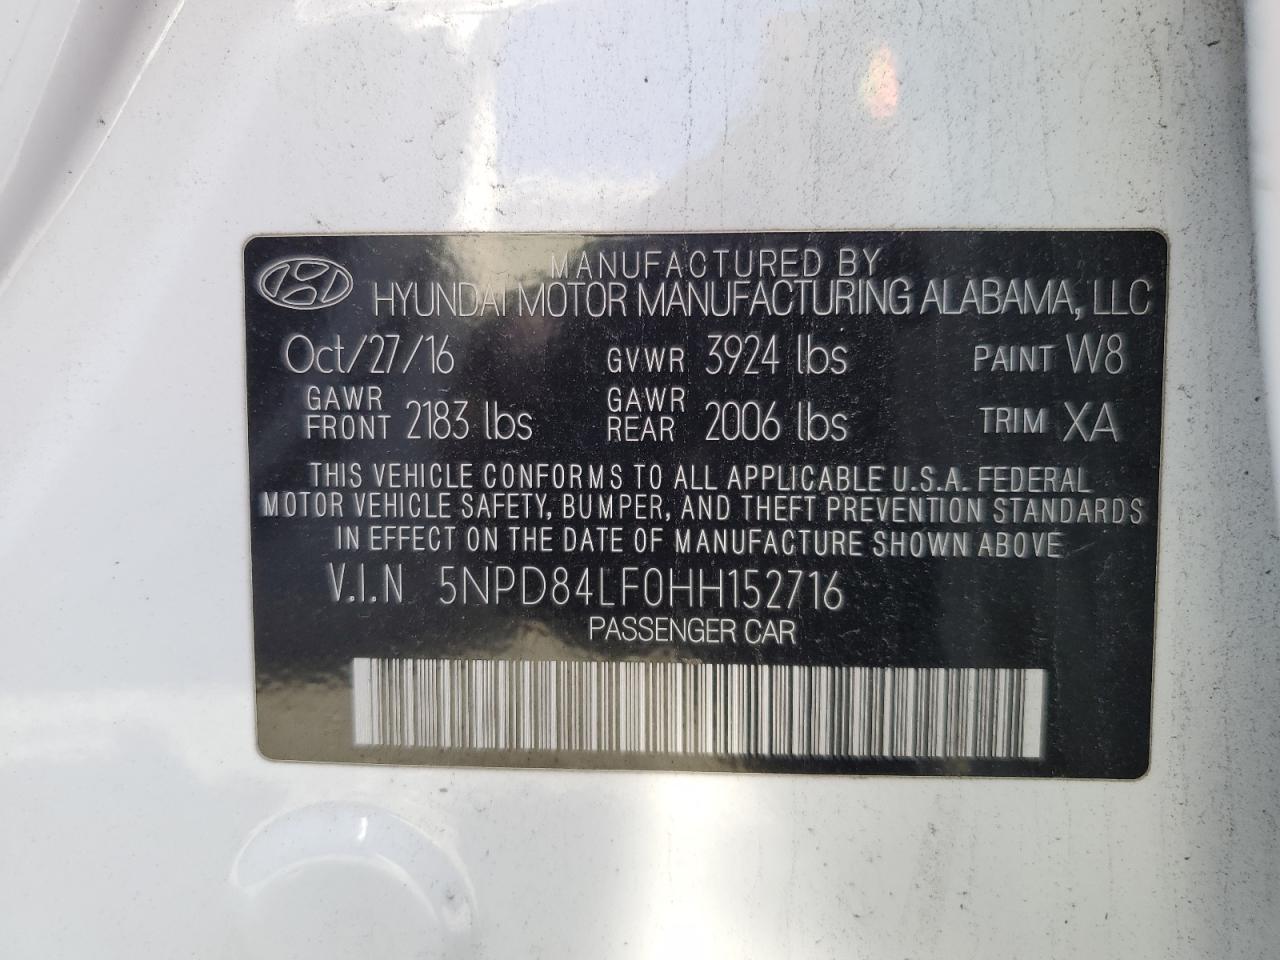 MANUFACTURED BY
HYUNDAI MOTOR MANUFACTURING ALABAMA, LLC
Oct/27/16 GVWR 3924 lbs PAINT W8
GAWR FRONT 2183 lbs GAWR REAR 2006 lbs TRIM XA
THIS VEHICLE CONFORMS TO ALL APPLICABLE U.S.A. FEDERAL
MOTOR VEHICLE SAFETY, BUMPER, AND THEFT PREVENTION STANDARDS
IN EFFECT ON THE DATE OF MANUFACTURE SHOWN ABOVE
V.I.N 5NPD84LF0HH152716
PASSENGER CAR